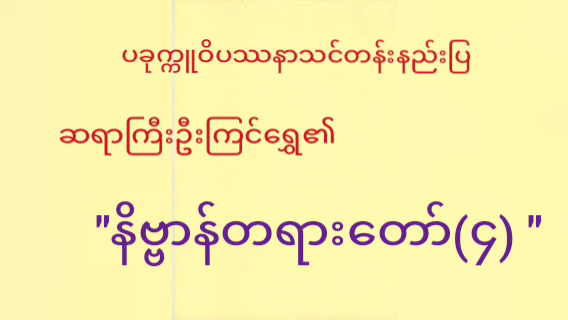 ပခုက္ကူဝိပဿနာသင်တန်းနည်းပြ
ဆရာကြီးဦးကြင်ရွှေ၏
"နိဗ္ဗာန်တရားတော်(၄) "